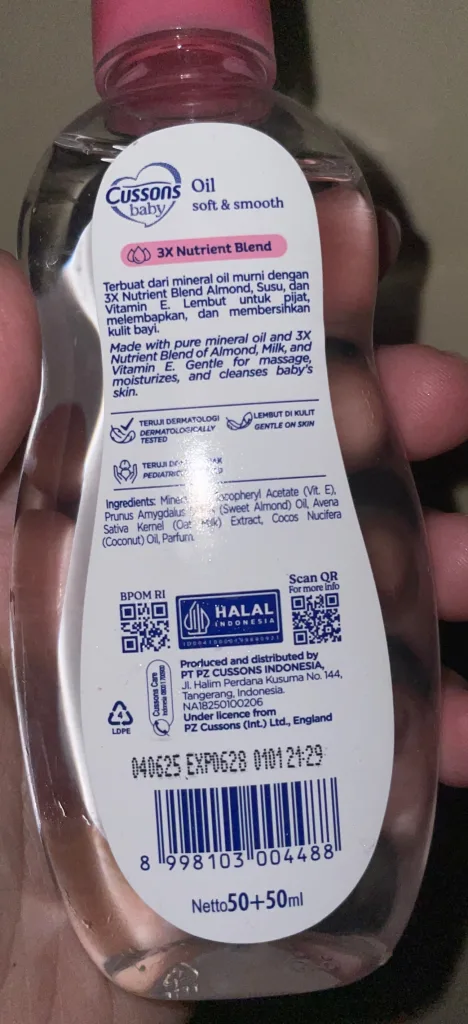 Cussons
baby
Oil
soft & smooth
3X Nutrient Blend
Terbuat dari mineral oil murni dengan
3X Nutrient Blend Almond, Susu, dan
Vitamin E. Lembut untuk pijat,
melembapkan, dan membersihkan
kulit bayi.
Made with pure mineral oil and 3X
Nutrient Blend of Almond, Milk, and
Vitamin E. Gentle for massage,
moisturizes, and cleanses baby's
skin.
TERUJI DERMATOLOGI
DERMATOLOGICALLY
TESTED
LEMBUT DI KULIT
GENTLE ON SKIN
TERUJI
Ingredients: Acetate (Vit. E),
Prunus Amygdalus (Sweet Almond) Oil, Avena
Sativa Kernel Extract, Cocos Nucifera
(Coconut) Oil, Parfum.
BPOM RI
HALAL
INDONESIA
Scan QR
For more info
Cussons Care
Produced and distributed by
PT PZ CUSSONS INDONESIA,
Jl. Halim Perdana Kusuma No. 144,
Tangerang, Indonesia.
NA18250100206
Under licence from
PZ Cussons (Int.) Ltd., England
4
LDPE
040625 EXP0628 0101 21:29
8 998103 004488
Netto50+50ml